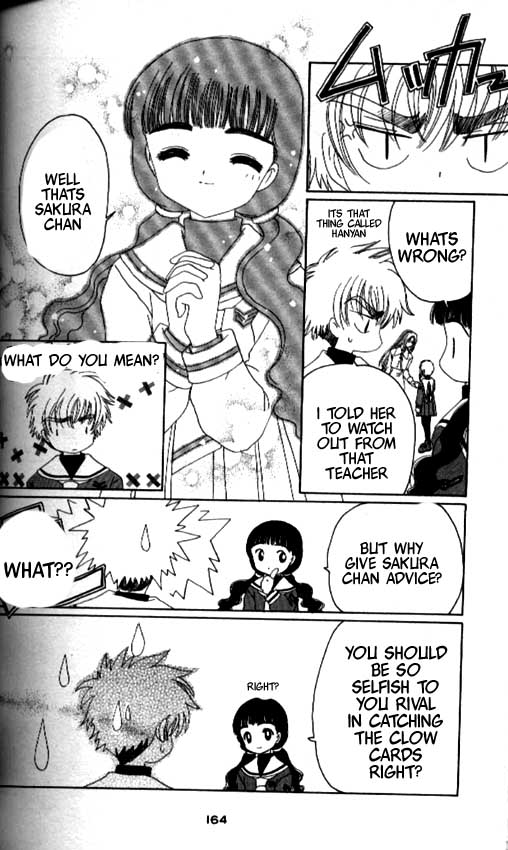 ムッカー
WHATS
WRONG?
ITS THAT
THING CALLED
HANYAN
I TOLD HER
TO WATCH
OUT FROM
THAT
TEACHER
WELL
THATS
SAKURA
CHAN
WHAT DO YOU MEAN?
BUT WHY
GIVE SAKURA
CHAN ADVICE?
WHAT??
YOU SHOULD
BE SO
SELFISH TO
YOU RIVAL
IN CATCHING
THE CLOW
CARDS
RIGHT?
RIGHT?
164